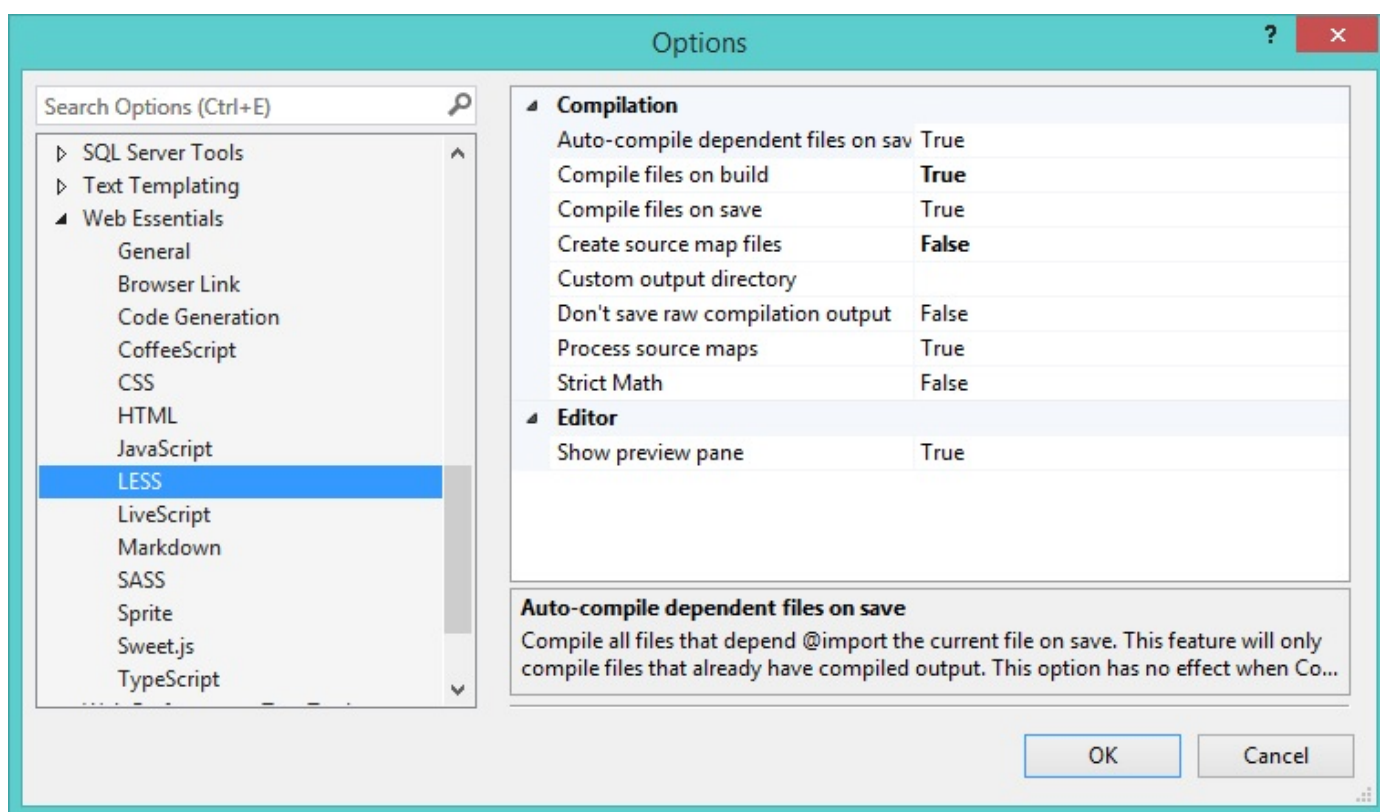 Options
?
Search Options (Ctrl+E)
SQL Server Tools
Text Templating
Web Essentials
General
Browser Link
Code Generation
CoffeeScript
CSS
HTML
JavaScript
LESS
LiveScript
Markdown
SASS
Sprite
Sweet.js
TypeScript
Compilation
Auto-compile dependent files on sav True
Compile files on build True
Compile files on save True
Create source map files False
Custom output directory
Don't save raw compilation output False
Process source maps True
Strict Math False
Editor
Show preview pane True
Auto-compile dependent files on save
Compile all files that depend @import the current file on save. This feature will only
compile files that already have compiled output. This option has no effect when Co...
OK Cancel